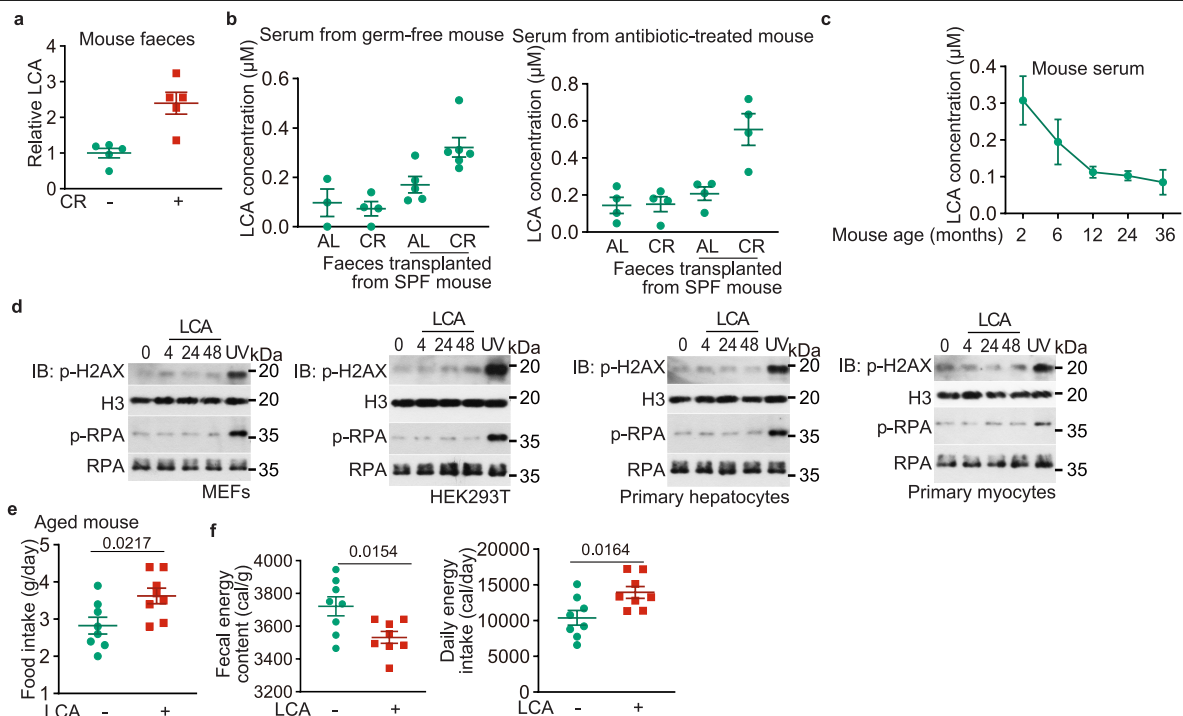 a
Mouse faeces
Relative LCA
4
3
2
1
0
CR - +
b
Serum from germ-free mouse
LCA concentration (µM)
0.6
0.4
0.2
0.0
AL CR AL CR
Faeces transplanted
from SPF mouse
Serum from antibiotic-treated mouse
LCA concentration (µM)
0.8
0.6
0.4
0.2
0.0
AL CR AL CR
Faeces transplanted
from SPF mouse
c
Mouse serum
LCA concentration (µM)
0.4
0.3
0.2
0.1
0.0
Mouse age (months) 2 6 12 24 36
d
LCA
0 4 24 48 UV kDa
IB: p-H2AX 20
H3 20
p-RPA 35
RPA 35
MEFs
LCA
0 4 24 48 UV kDa
IB: p-H2AX 20
H3 20
p-RPA 35
RPA 35
HEK293T
LCA
0 4 24 48 UV kDa
IB: p-H2AX 20
H3 20
p-RPA 35
RPA 35
Primary hepatocytes
LCA
0 4 24 48 UV kDa
IB: p-H2AX 20
H3 20
p-RPA 35
RPA 35
Primary myocytes
e
Aged mouse
0.0217
Food intake (g/day)
5
4
3
2
1
LCA - +
f
0.0154
Fecal energy
content (cal/g)
4000
3800
3600
3400
3200
LCA - +
0.0164
Daily energy
intake (cal/day)
20000
15000
10000
5000
0
LCA - +